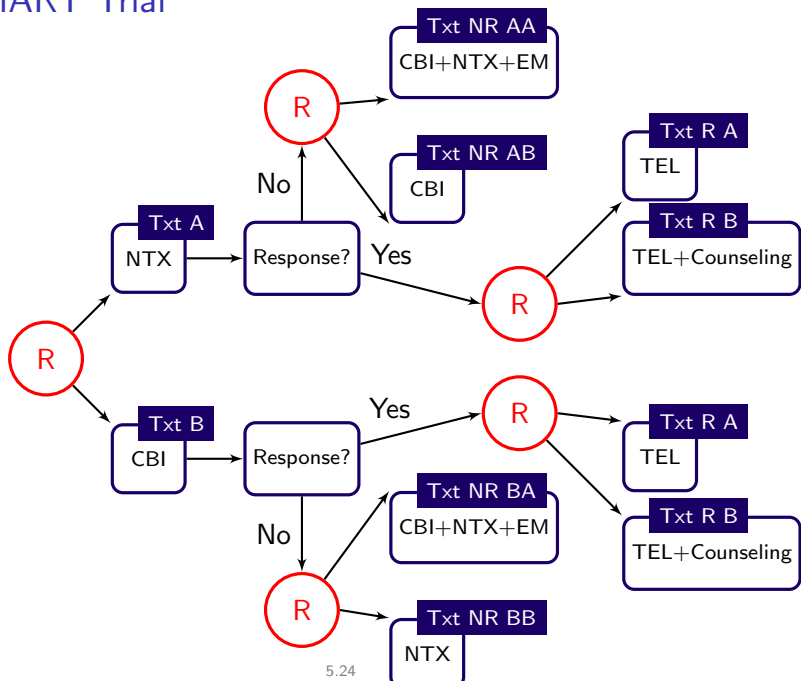 Trial
Txt NR AA
CBI+NTX+EM
R
Txt R A
TEL
Txt NR AB
CBI
No
Txt A
NTX
Response?
Yes
Txt R B
TEL+Counseling
R
R
Yes
R
Txt B
CBI
Response?
Txt R A
TEL
Txt NR BA
CBI+NTX+EM
No
Txt R B
TEL+Counseling
R
Txt NR BB
NTX
5.24